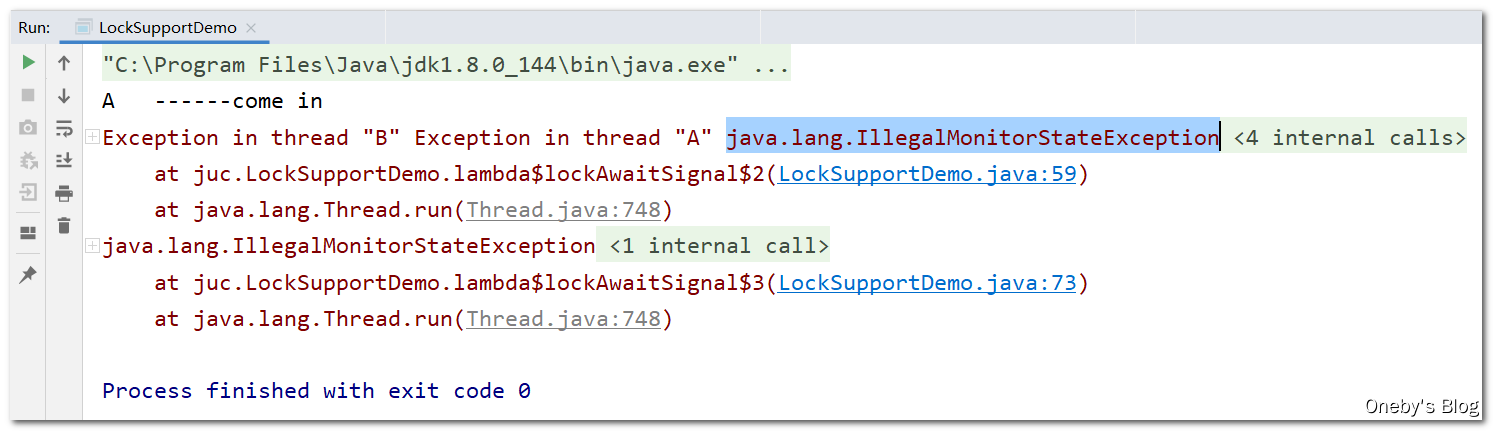 Run: LockSupportDemo ×
"C:\Program Files\Java\jdk1.8.0_144\bin\java.exe" ...
A   ------come in
Exception in thread "B" Exception in thread "A" java.lang.IllegalMonitorStateException <4 internal calls>
    at juc.LockSupportDemo.lambda$lockAwaitSignal$2(LockSupportDemo.java:59)
    at java.lang.Thread.run(Thread.java:748)
java.lang.IllegalMonitorStateException <1 internal call>
    at juc.LockSupportDemo.lambda$lockAwaitSignal$3(LockSupportDemo.java:73)
    at java.lang.Thread.run(Thread.java:748)
Process finished with exit code 0
Oneby's Blog